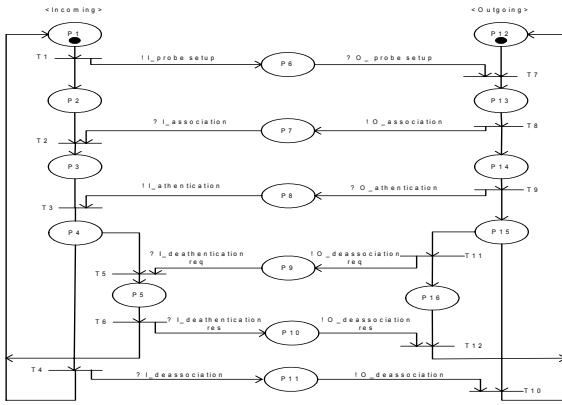 <Incoming> <Outgoing>
P1 P12
T1 ! I_probe setup P6 ? O_ probe setup T7
P2 P13
? I_association P7 ! O_association T8
T2
P3 P14
! I_athentication P8 ? O_athentication T9
T3
P4 P15
? I_deathentication req P9 ! O_deassociation req T11
T5
P5 P16
T6 ? I_deathentication res P10 ! O_deassociation res T12
T4 ? I_deassociation P11 ! O_deassociation T10